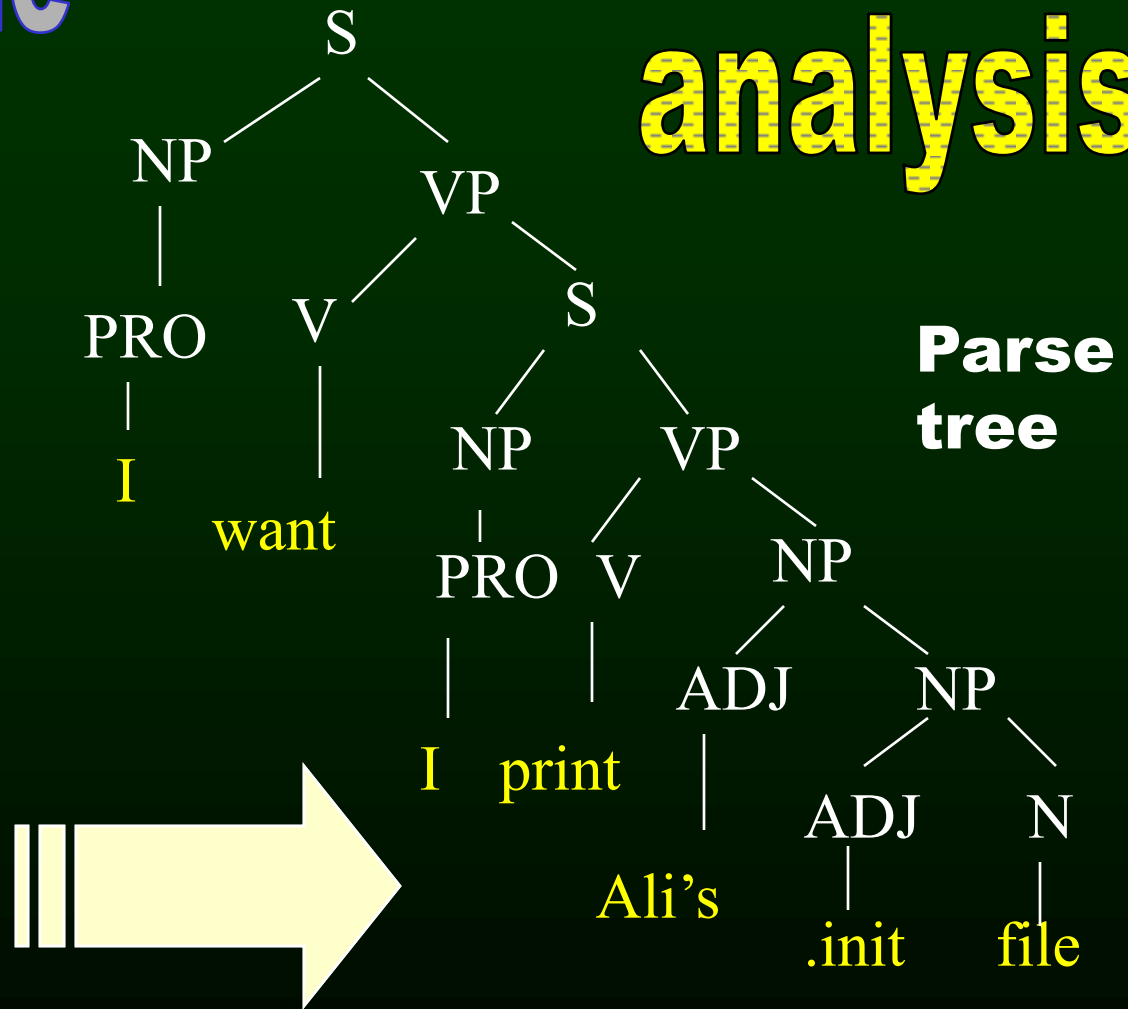 S
analysis
NP
VP
S
PRO V
Parse
tree
NP VP
I
want
NP
PRO V
ADJ NP
I print
ADJ N
Ali’s
.init file